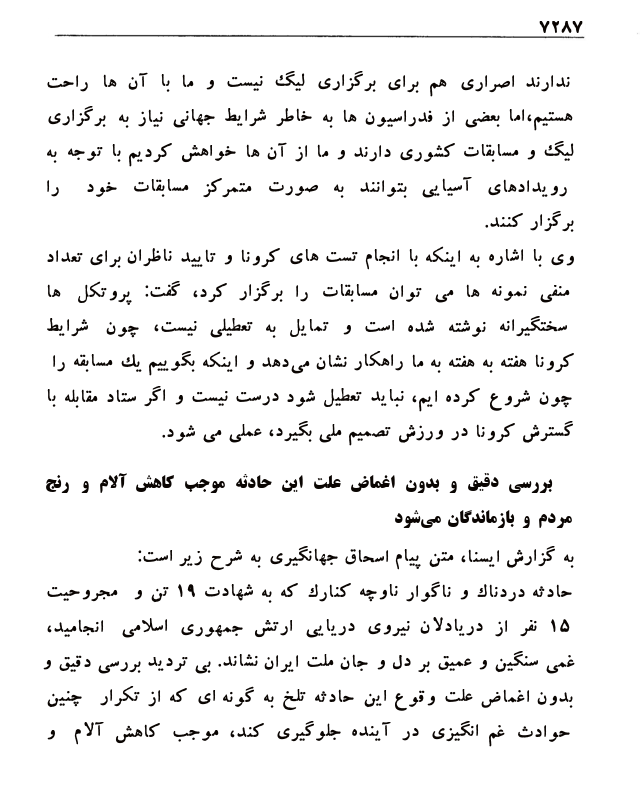 ۷۲۸۷
ندارند اصراری هم برای برگزاری لیگ نیست و ما با آن ها راحت
هستیم،اما بعضی از فدراسیون ها به خاطر شرایط جهانی نیاز به برگزاری
لیگ و مسابقات کشوری دارند و ما از آن ها خواهش کردیم با توجه به
رویدادهای آسیایی بتوانند به صورت متمرکز مسابقات خود را
برگزار کنند.
وی با اشاره به اینکه با انجام تست های کرونا و تایید ناظران برای تعداد
منفی نمونه ها می توان مسابقات را برگزار کرد، گفت: پروتکل ها
سختگیرانه نوشته شده است و تمایل به تعطیلی نیست، چون شرایط
کرونا هفته به هفته به ما راهکار نشان می‌دهد و اینکه بگوییم یك مسابقه را
چون شروع کرده ایم، نباید تعطیل شود درست نیست و اگر ستاد مقابله با
گسترش کرونا در ورزش تصمیم ملی بگیرد، عملی می شود.
بررسی دقیق و بدون اغماض علت این حادثه موجب کاهش آلام و رنج
مردم و بازماندگان می‌شود
به گزارش ایسنا، متن پیام اسحاق جهانگیری به شرح زیر است:
حادثه دردناك و ناگوار ناوچه کنارك که به شهادت ۱۹ تن و مجروحیت
۱۵ نفر از دریادلان نیروی دریایی ارتش جمهوری اسلامی انجامید،
غمی سنگین و عمیق بر دل و جان ملت ایران نشاند. بی تردید بررسی دقیق و
بدون اغماض علت وقوع این حادثه تلخ به گونه ای که از تکرار چنین
حوادث غم انگیزی در آینده جلوگیری کند، موجب کاهش آلام و